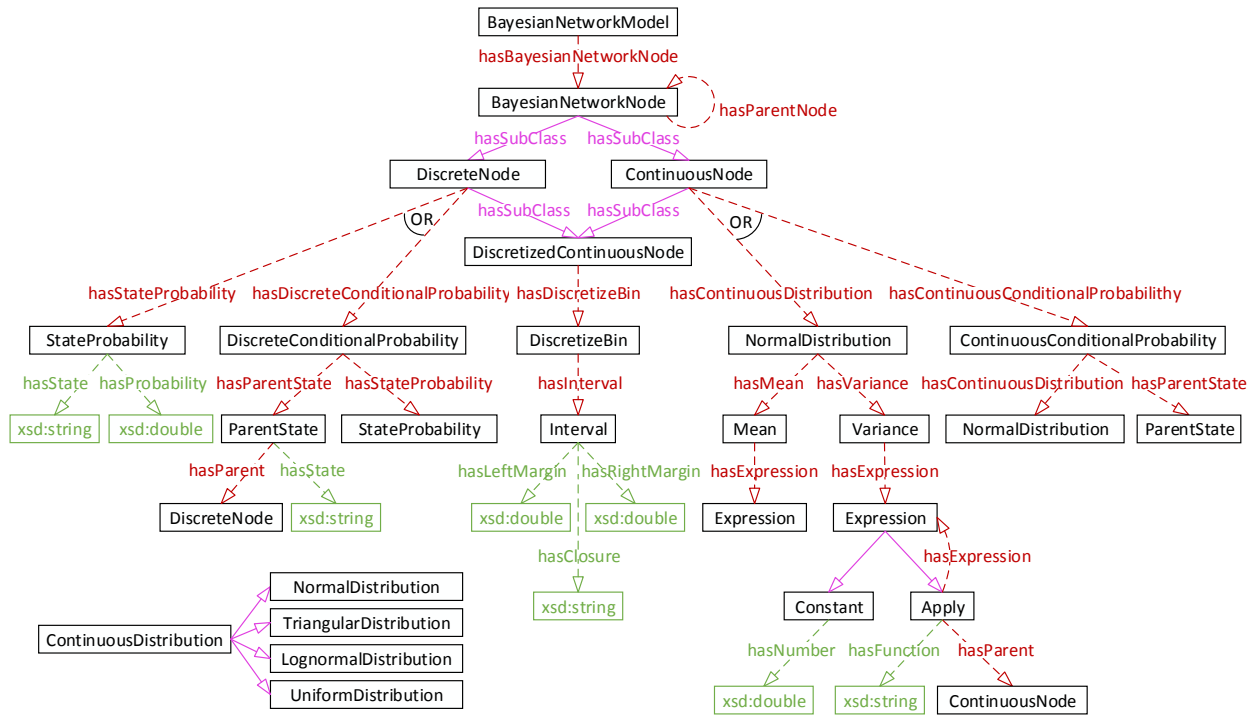 BayesianNetworkModel
hasBayesianNetworkNode
BayesianNetworkNode
hasParentNode
hasSubClass hasSubClass
DiscreteNode ContinuousNode
OR hasSubClass hasSubClass OR
DiscretizedContinuousNode
hasStateProbability hasDiscreteConditionalProbability hasDiscretizeBin hasContinuousDistribution hasContinuousConditionalProbabilithy
StateProbability DiscreteConditionalProbability DiscretizeBin NormalDistribution ContinuousConditionalProbability
hasState hasProbability hasParentState hasStateProbability hasInterval hasMean hasVariance hasContinuousDistribution hasParentState
xsd:string xsd:double ParentState StateProbability Interval Mean Variance NormalDistribution ParentState
hasParent hasState hasLeftMargin hasRightMargin hasExpression hasExpression
DiscreteNode xsd:string xsd:double xsd:double Expression Expression
hasClosure hasExpression
NormalDistribution
xsd:string Constant Apply
TriangularDistribution
ContinuousDistribution
hasNumber hasFunction hasParent
LognormalDistribution
UniformDistribution
xsd:double xsd:string ContinuousNode